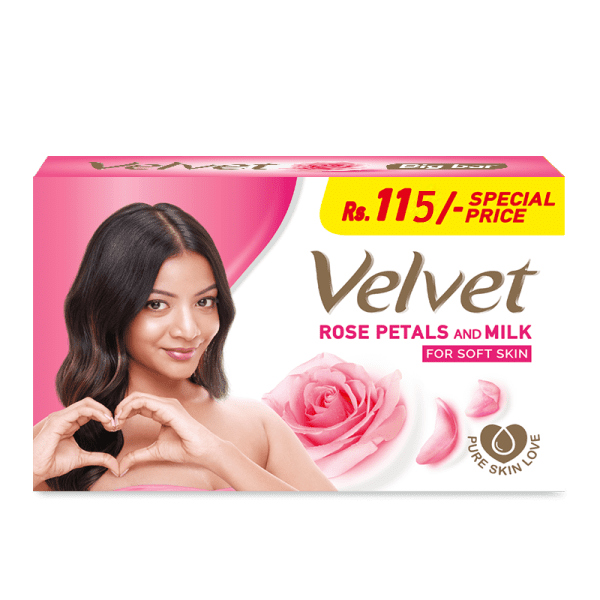 Velvet
Big bar
Rs. 115/- SPECIAL PRICE
Velvet
ROSE PETALS AND MILK
FOR SOFT SKIN
PURE SKIN LOVE